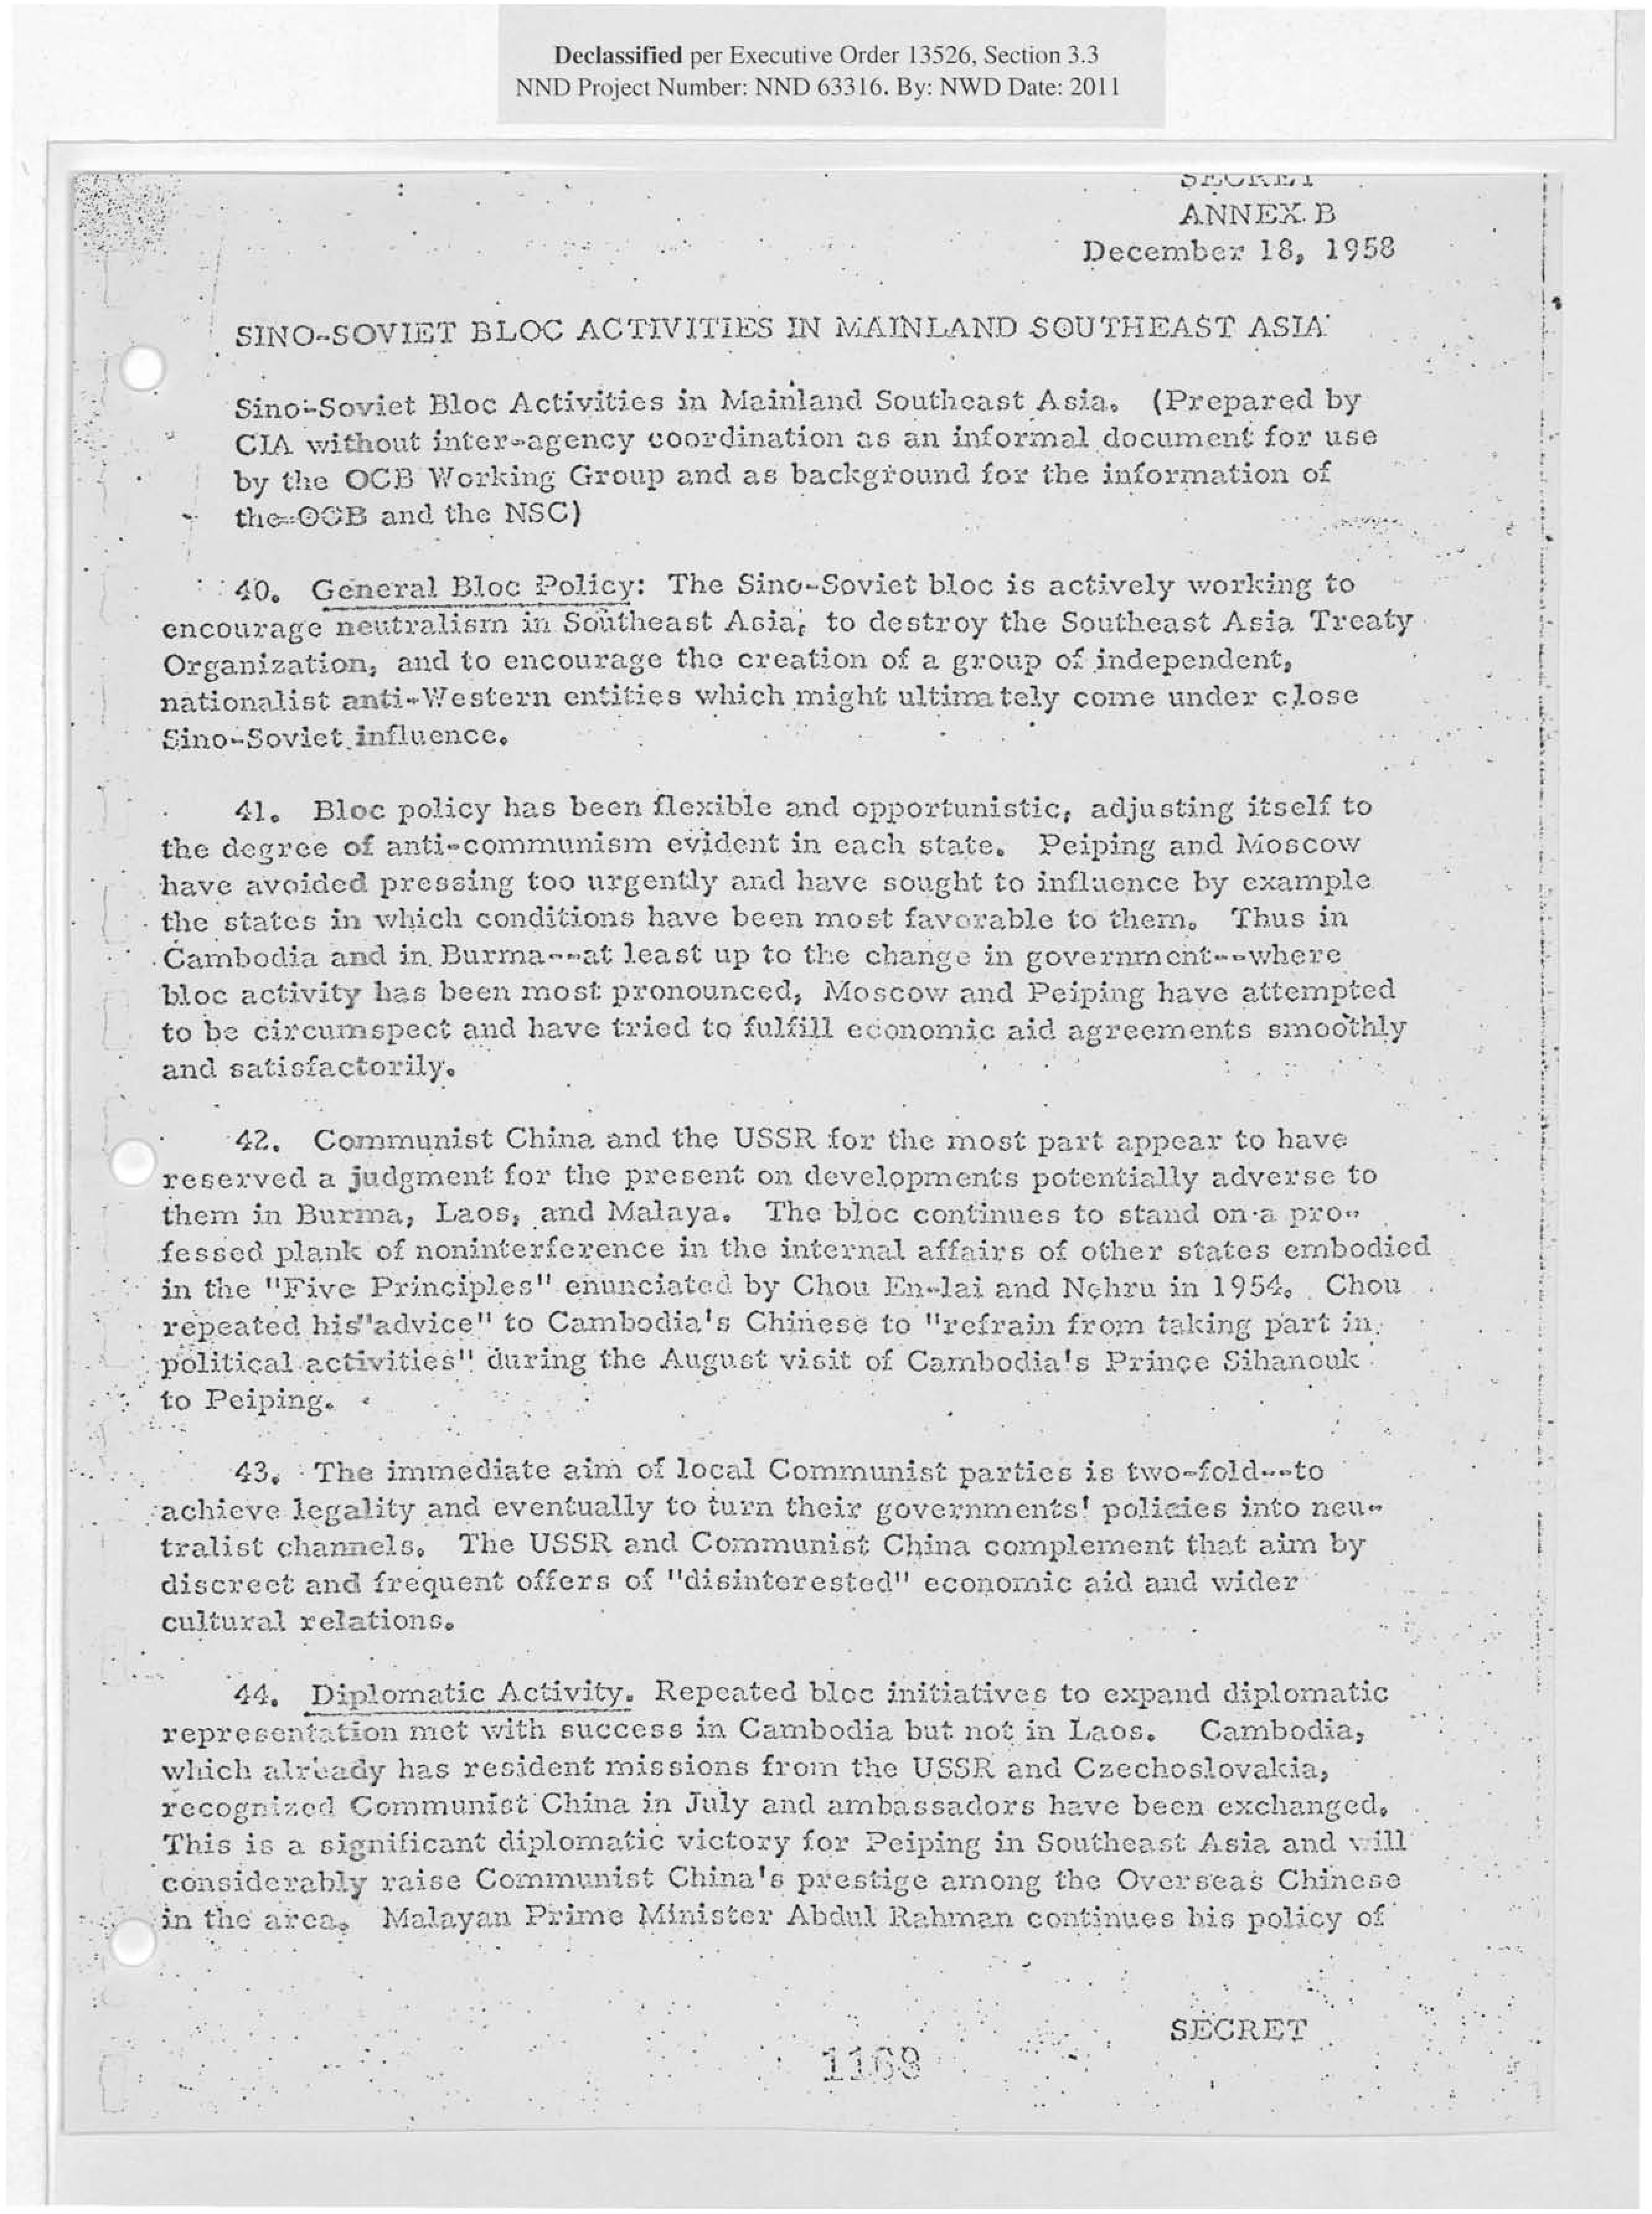 Declassified per Executive Order 13526, Section 3.3
NND Project Number: NND 63316. By: NWD Date: 2011
SECRET
ANNEX B
December 18, 1958
SINO-SOVIET BLOC ACTIVITIES IN MAINLAND SOUTHEAST ASIA
Sino-Soviet Bloc Activities in Mainland Southeast Asia. (Prepared by
CIA without inter-agency coordination as an informal document for use
by the OCB Working Group and as background for the information of
the OCB and the NSC)
40. General Bloc Policy: The Sino-Soviet bloc is actively working to
encourage neutralism in Southeast Asia, to destroy the Southeast Asia Treaty
Organization, and to encourage the creation of a group of independent,
nationalist anti-Western entities which might ultimately come under close
Sino-Soviet influence.
41. Bloc policy has been flexible and opportunistic, adjusting itself to
the degree of anti-communism evident in each state. Peiping and Moscow
have avoided pressing too urgently and have sought to influence by example
the states in which conditions have been most favorable to them. Thus in
Cambodia and in Burma--at least up to the change in government--where
bloc activity has been most pronounced, Moscow and Peiping have attempted
to be circumspect and have tried to fulfill economic aid agreements smoothly
and satisfactorily.
42. Communist China and the USSR for the most part appear to have
reserved a judgment for the present on developments potentially adverse to
them in Burma, Laos, and Malaya. The bloc continues to stand on a pro-
fessed plank of noninterference in the internal affairs of other states embodied
in the "Five Principles" enunciated by Chou En-lai and Nehru in 1954. Chou
repeated his "advice" to Cambodia's Chinese to "refrain from taking part in
political activities" during the August visit of Cambodia's Prince Sihanouk
to Peiping.
43. The immediate aim of local Communist parties is two-fold--to
achieve legality and eventually to turn their governments' policies into neu-
tralist channels. The USSR and Communist China complement that aim by
discreet and frequent offers of "disinterested" economic aid and wider
cultural relations.
44. Diplomatic Activity. Repeated bloc initiatives to expand diplomatic
representation met with success in Cambodia but not in Laos. Cambodia,
which already has resident missions from the USSR and Czechoslovakia,
recognized Communist China in July and ambassadors have been exchanged.
This is a significant diplomatic victory for Peiping in Southeast Asia and will
considerably raise Communist China's prestige among the Overseas Chinese
in the area. Malayan Prime Minister Abdul Rahman continues his policy of
SECRET
1168